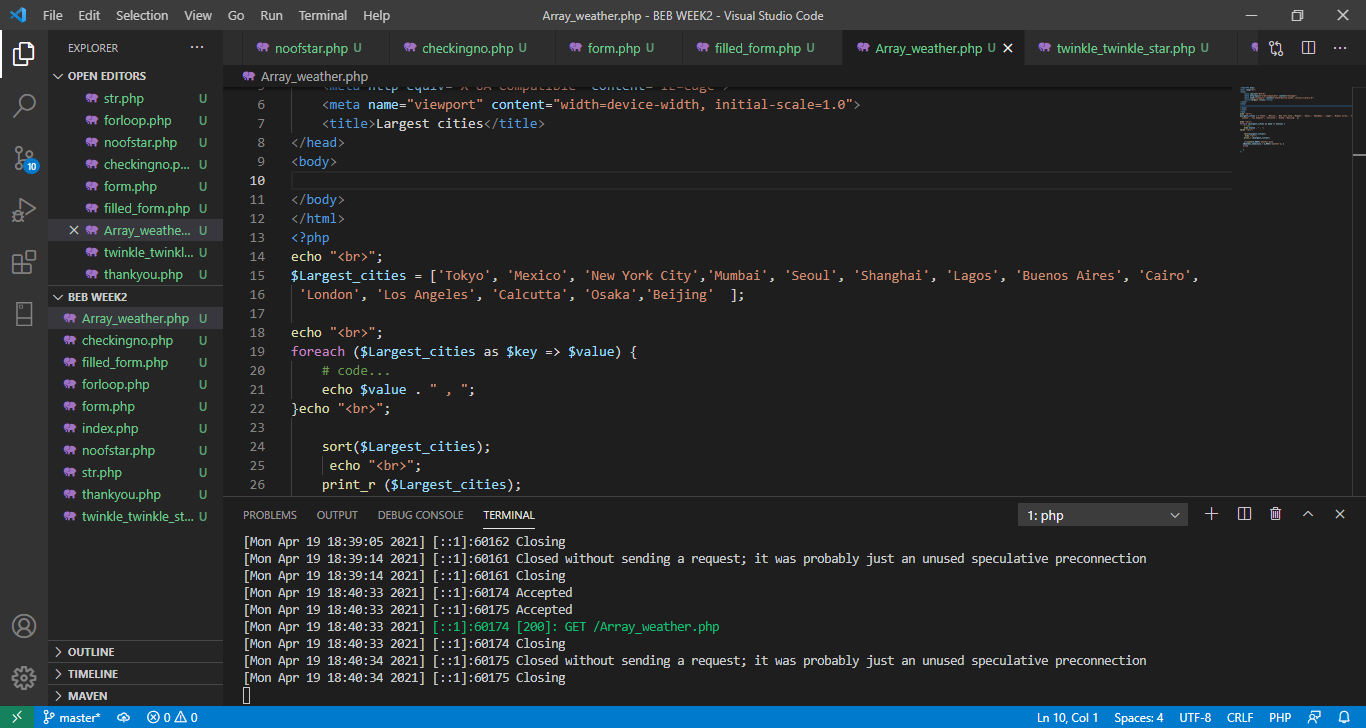 File Edit Selection View Go Run Terminal Help Array_weather.php - BEB WEEK2 - Visual Studio Code
EXPLORER ···
noofstar.php U checkingno.php U form.php U filled_form.php U Array_weather.php U twinkle_twinkle_star.php U
OPEN EDITORS
str.php U
forloop.php U
noofstar.php U
checkingno.p... U
form.php U
filled_form.php U
Array_weathe... U
twinkle_twinkl... U
thankyou.php U
BEB WEEK2
Array_weather.php U
checkingno.php U
filled_form.php U
forloop.php U
form.php U
index.php U
noofstar.php U
str.php U
thankyou.php U
twinkle_twinkle_st... U
OUTLINE
TIMELINE
MAVEN
10
Array_weather.php
6 <meta name="viewport" content="width=device-width, initial-scale=1.0">
7 <title>Largest cities</title>
8 </head>
9 <body>
10
11 </body>
12 </html>
13 <?php
14 echo "<br>";
15 $Largest_cities = ['Tokyo', 'Mexico', 'New York City','Mumbai', 'Seoul', 'Shanghai', 'Lagos', 'Buenos Aires', 'Cairo',
16 'London', 'Los Angeles', 'Calcutta', 'Osaka','Beijing' ];
17
18 echo "<br>";
19 foreach ($Largest_cities as $key => $value) {
20 # code...
21 echo $value . " , ";
22 }echo "<br>";
23
24 sort($Largest_cities);
25 echo "<br>";
26 print_r ($Largest_cities);
PROBLEMS OUTPUT DEBUG CONSOLE TERMINAL 1: php
[Mon Apr 19 18:39:05 2021] [::1]:60162 Closing
[Mon Apr 19 18:39:14 2021] [::1]:60161 Closed without sending a request; it was probably just an unused speculative preconnection
[Mon Apr 19 18:39:14 2021] [::1]:60161 Closing
[Mon Apr 19 18:40:33 2021] [::1]:60174 Accepted
[Mon Apr 19 18:40:33 2021] [::1]:60175 Accepted
[Mon Apr 19 18:40:33 2021] [::1]:60174 [200]: GET /Array_weather.php
[Mon Apr 19 18:40:33 2021] [::1]:60174 Closing
[Mon Apr 19 18:40:34 2021] [::1]:60175 Closed without sending a request; it was probably just an unused speculative preconnection
[Mon Apr 19 18:40:34 2021] [::1]:60175 Closing
master* 0 0 Ln 10, Col 1 Spaces: 4 UTF-8 CRLF PHP